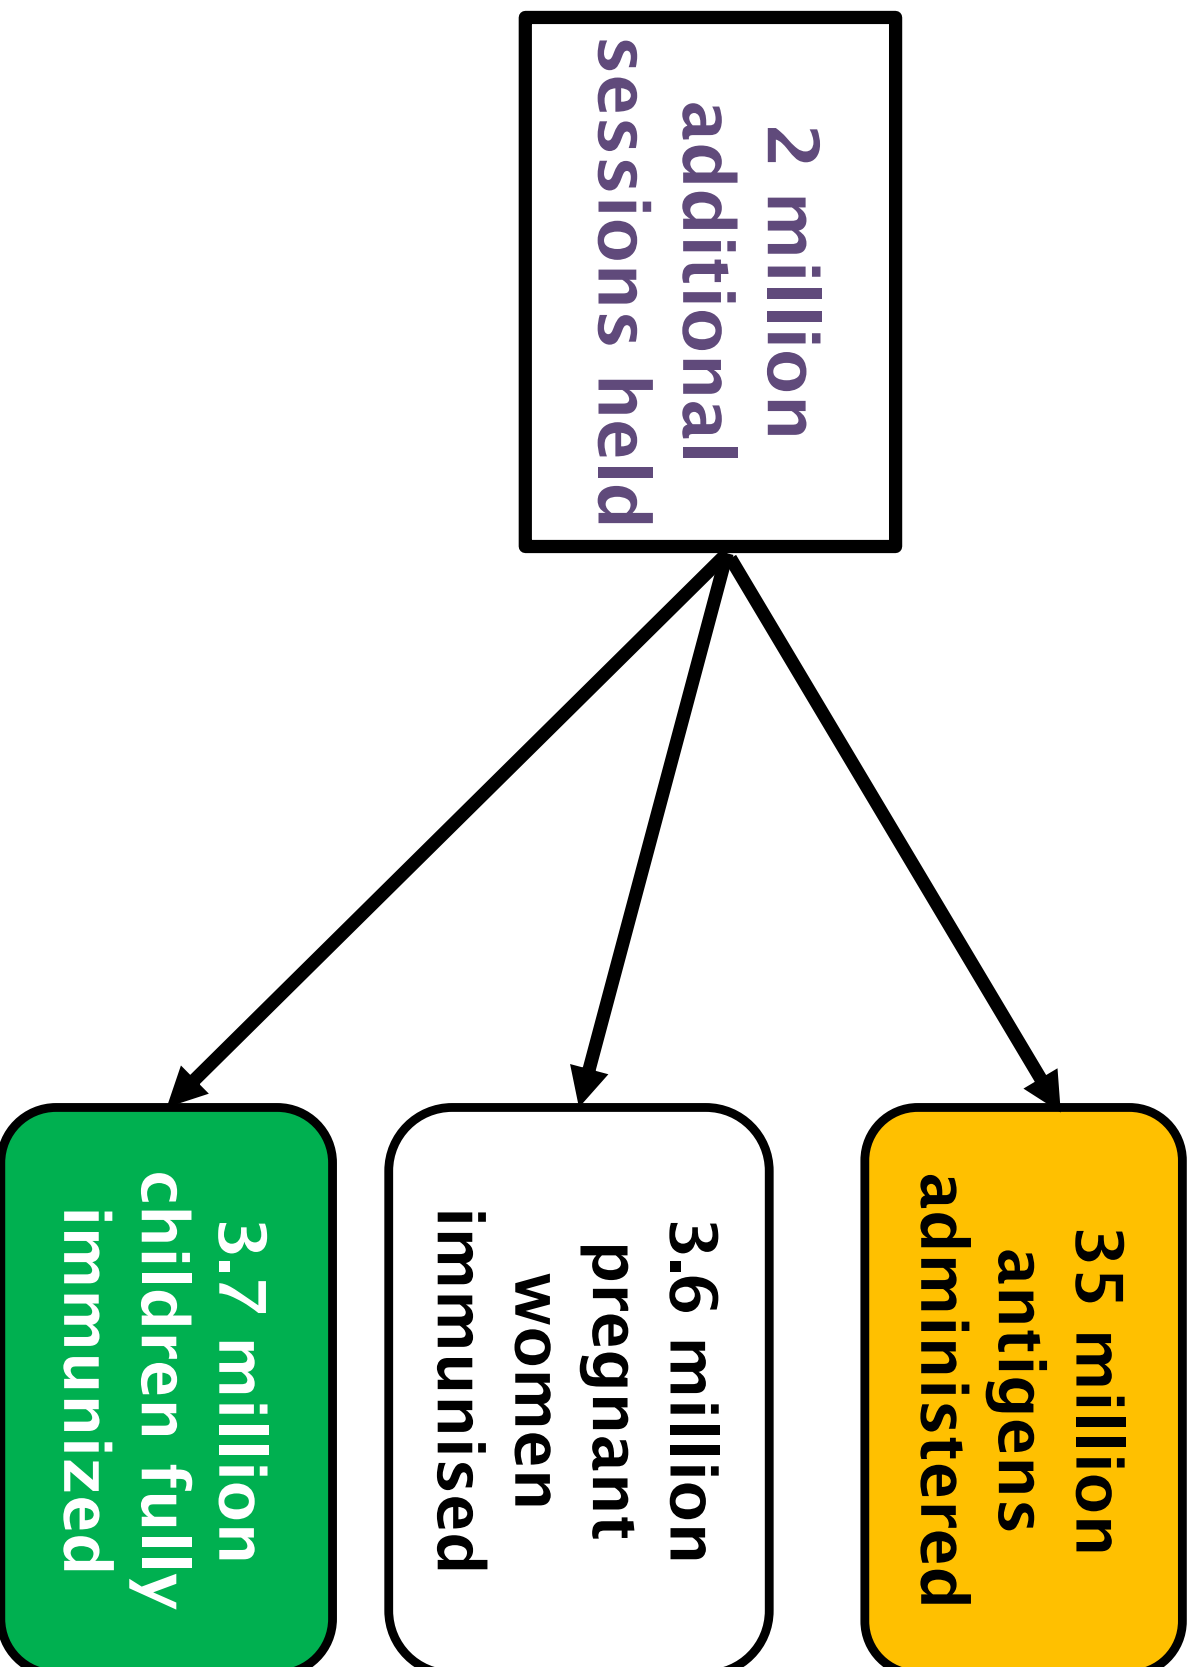 2 million
additional
sessions held
35 million
antigens
administered
3.6 million
pregnant
women
immunised
3.7 million
children fully
immunized